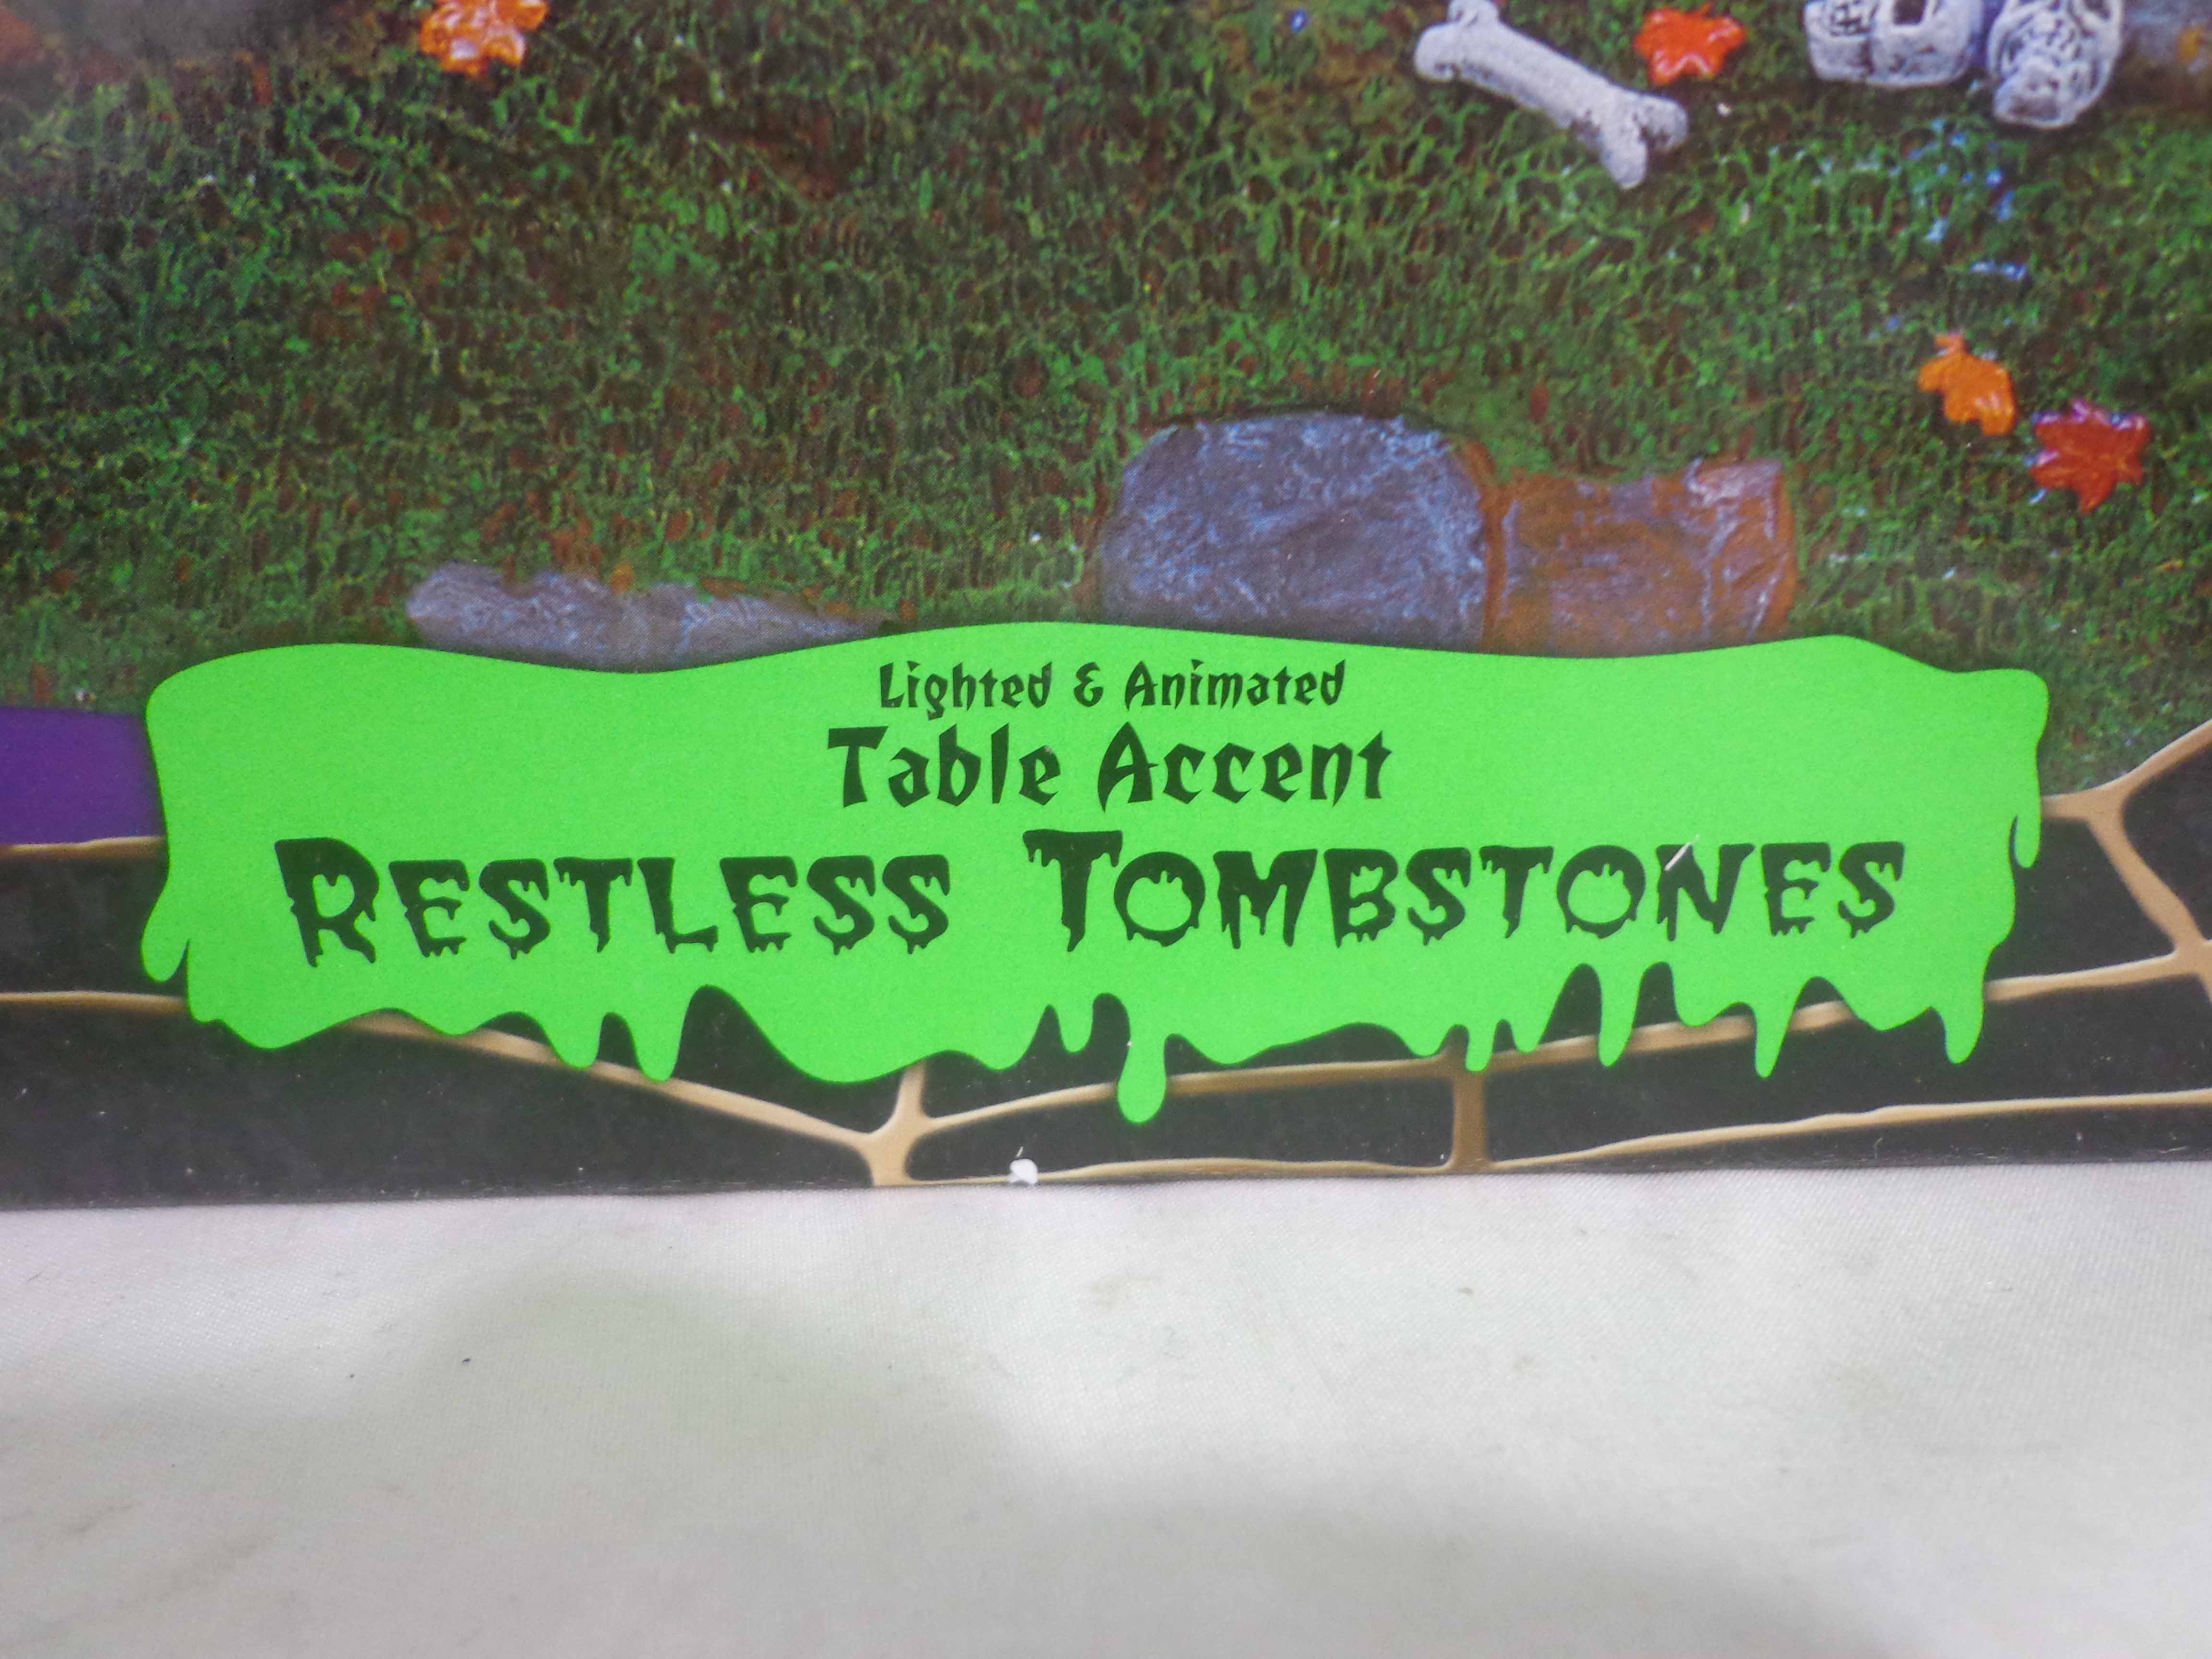 Lighted & Animated
Table Accent
RESTLESS TOMBSTONES